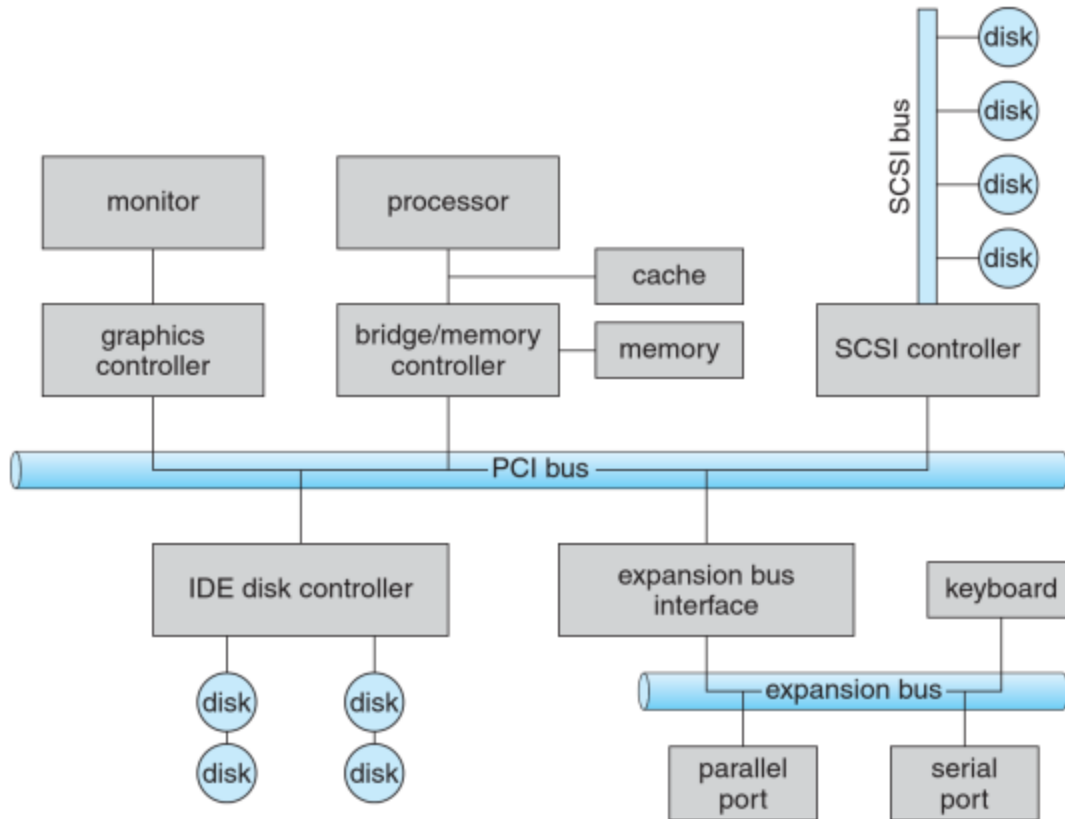 disk
disk
disk
disk
SCSI bus
monitor
processor
cache
graphics
controller
bridge/memory
controller
memory
SCSI controller
PCI bus
IDE disk controller
expansion bus
interface
keyboard
disk
disk
disk
disk
expansion bus
parallel
port
serial
port